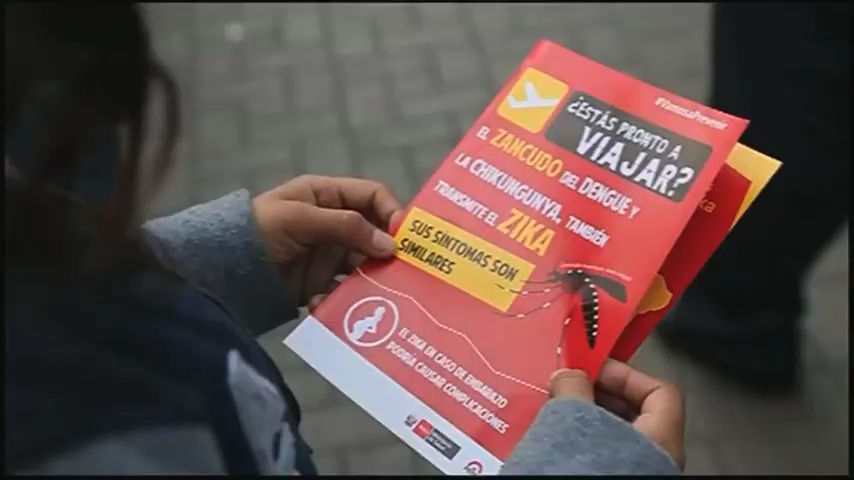 #VamosaPrevenir
¿ESTÁS PRONTO A
VIAJAR?
EL ZANCUDO DEL DENGUE Y
LA CHIKUNGUNYA, TAMBIÉN
TRANSMITE EL ZIKA
SUS SÍNTOMAS SON
SIMILARES
EL ZIKA EN CASO DE EMBARAZO
PODRÍA CAUSAR COMPLICACIONES